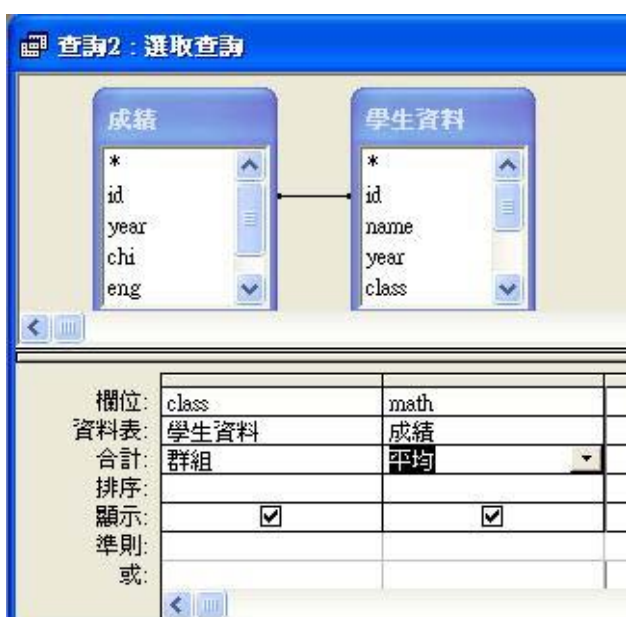 查詢2 : 選取查詢
成績
*
id
year
chi
eng
學生資料
*
id
name
year
class
欄位: class math
資料表: 學生資料 成績
合計: 群組 平均
排序:
顯示:
準則:
或: